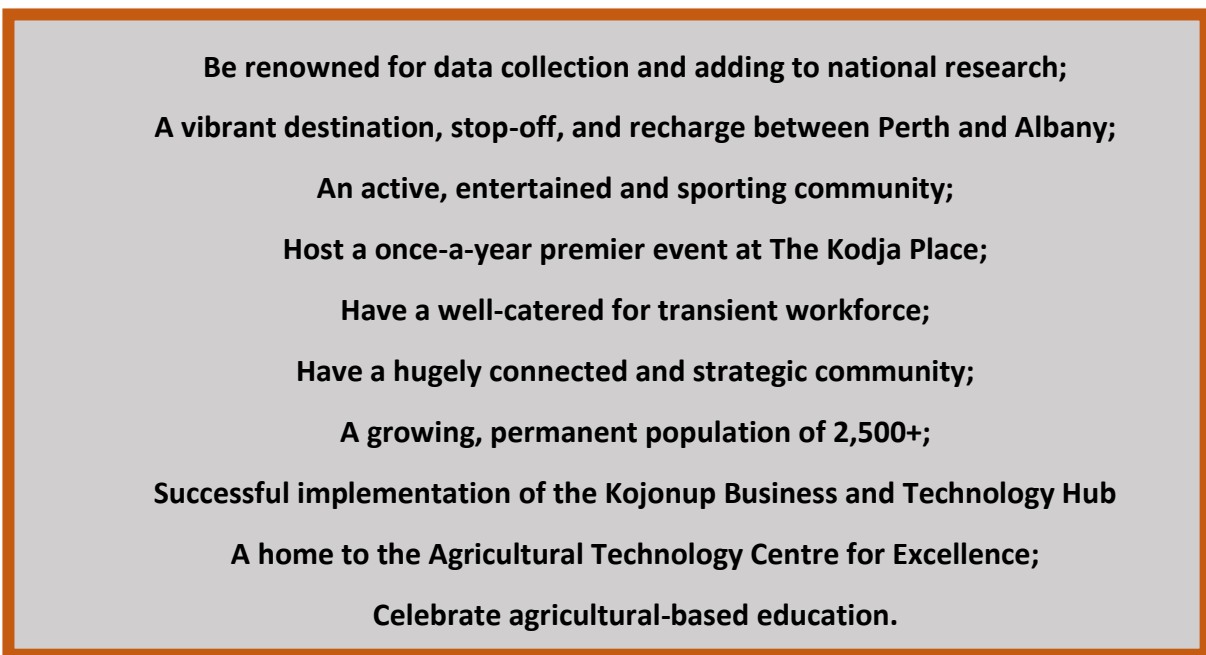 Be renowned for data collection and adding to national research;
A vibrant destination, stop-off, and recharge between Perth and Albany;
An active, entertained and sporting community;
Host a once-a-year premier event at The Kodja Place;
Have a well-catered for transient workforce;
Have a hugely connected and strategic community;
A growing, permanent population of 2,500+;
Successful implementation of the Kojonup Business and Technology Hub
A home to the Agricultural Technology Centre for Excellence;
Celebrate agricultural-based education.